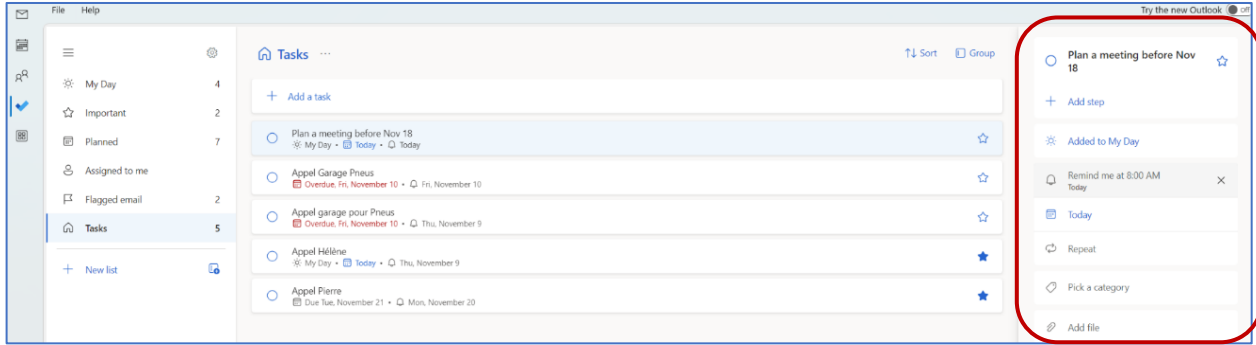 File Help
Try the new Outlook Off
My Day 4
Important 2
Planned 7
Assigned to me
Flagged email 2
Tasks 5
New list
Tasks ...
Sort Group
Add a task
Plan a meeting before Nov 18
My Day • Today • Today
Appel Garage Pneus
Overdue, Fri, November 10 • Fri, November 10
Appel garage pour Pneus
Overdue, Fri, November 10 • Thu, November 9
Appel Hélène
My Day • Today • Thu, November 9
Appel Pierre
Due Tue, November 21 • Mon, November 20
Plan a meeting before Nov
18
Add step
Added to My Day
Remind me at 8:00 AM
Today
Today
Repeat
Pick a category
Add file